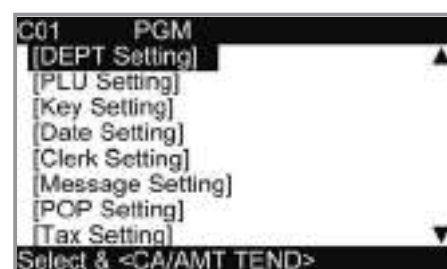 C01 PGM
[DEPT Setting]
[PLU Setting]
[Key Setting]
[Date Setting]
[Clerk Setting]
[Message Setting]
[POP Setting]
[Tax Setting]
Select & <CA/AMT TEND>